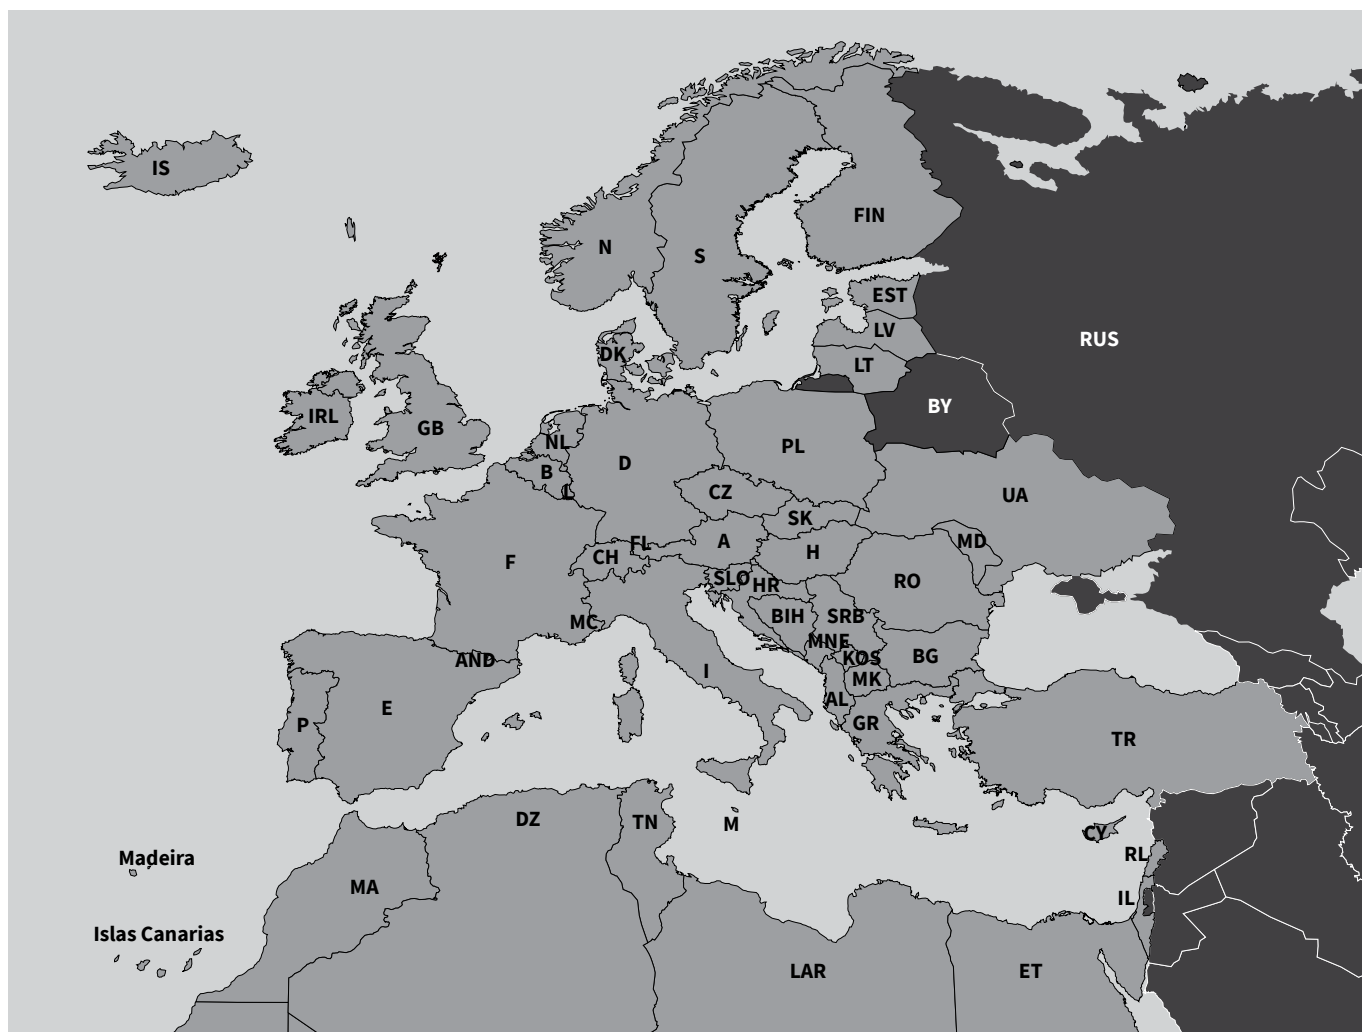 IS
FIN
N
S
EST
LV
RUS
DK
LT
BY
IRL
GB
NL
PL
D
B
L
CZ
UA
SK
A
MD
FL
H
CH
F
SLO
HR
RO
BIH
SRB
MC
MNE
KOS
BG
AND
I
MK
AL
E
P
GR
TR
DZ
TN
M
CY
RL
Madeira
MA
IL
Islas Canarias
LAR
ET